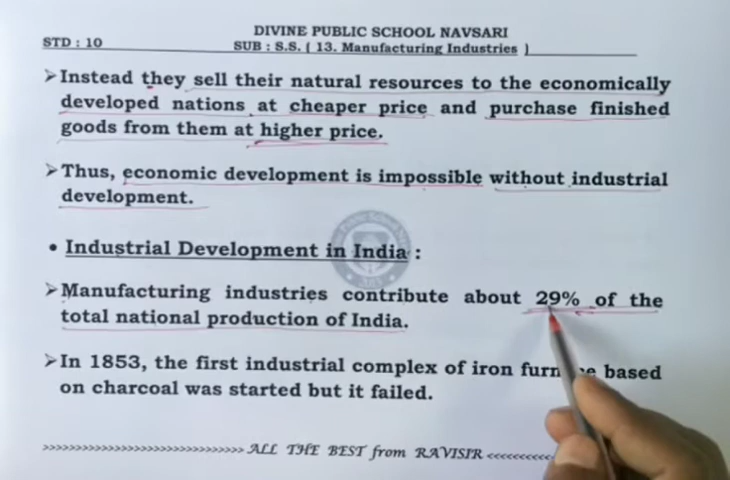 DIVINE PUBLIC SCHOOL NAVSARI
STD : 10
SUB : S.S. ( 13. Manufacturing Industries )
➢Instead they sell their natural resources to the economically
developed nations at cheaper price and purchase finished
goods from them at higher price.
➢Thus, economic development is impossible without industrial
development.
• Industrial Development in India :
➢Manufacturing industries contribute about 29% of the
total national production of India.
➢In 1853, the first industrial complex of iron based
on charcoal was started but it failed.
>>>>>>>>>>>>>>>>>>>>>>>>>>>>>>> ALL THE BEST from RAVISIR <<<<<<<<<<